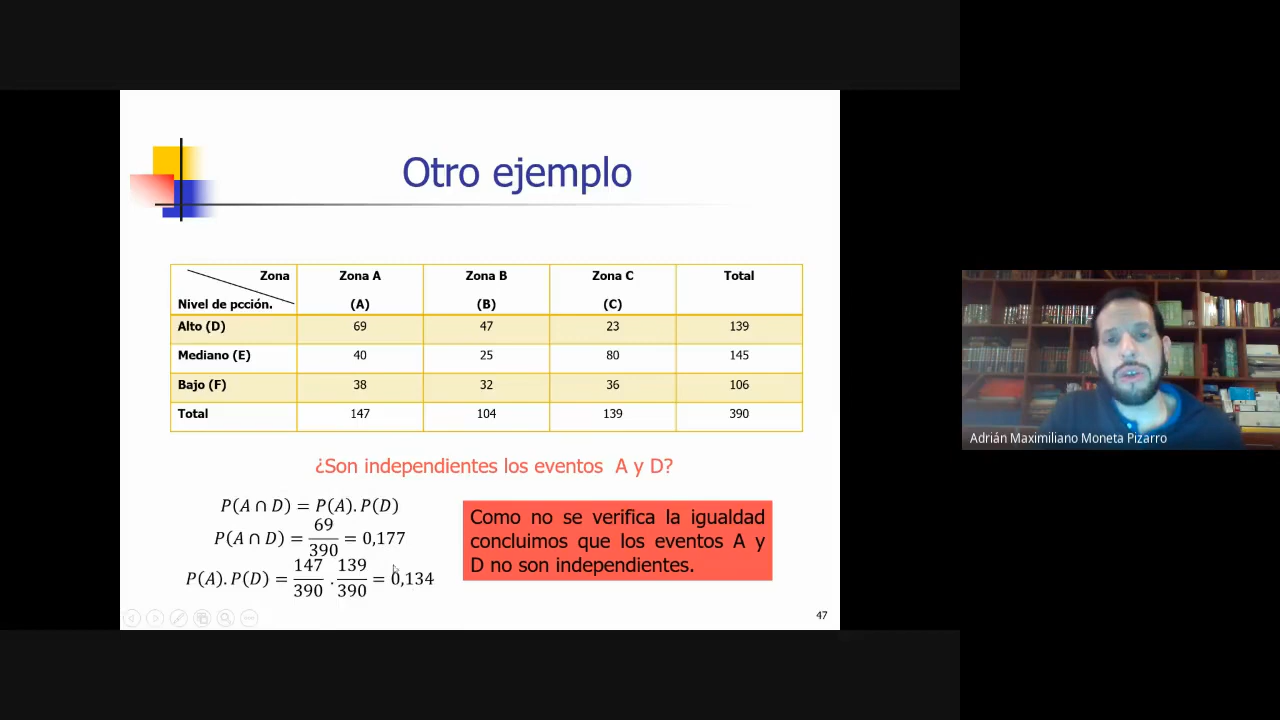 Otro ejemplo
Zona
Nivel de pcción.
Zona A
(A)
Zona B
(B)
Zona C
(C)
Total
Alto (D) 69 47 23 139
Mediano (E) 40 25 80 145
Bajo (F) 38 32 36 106
Total 147 104 139 390
¿Son independientes los eventos A y D?
P(A ∩ D) = P(A). P(D)
P(A ∩ D) = 69/390 = 0,177
P(A). P(D) = 147/390 . 139/390 = 0,134
Como no se verifica la igualdad
concluimos que los eventos A y
D no son independientes.
47
Adrián Maximiliano Moneta Pizarro